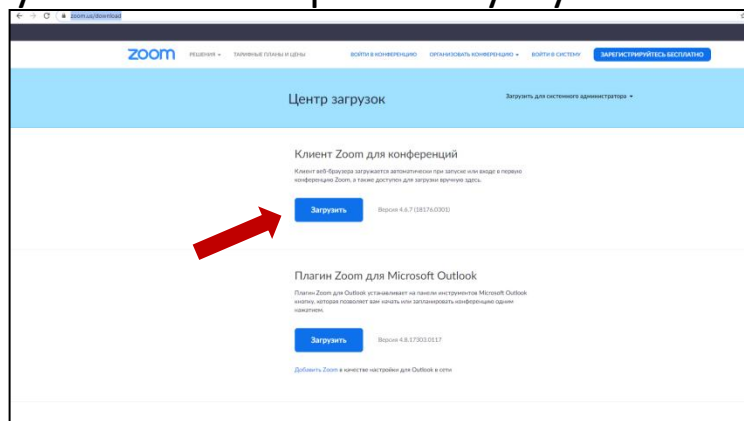 zoom.us/download
zoom РЕШЕНИЯ ТАРИФНЫЕ ПЛАНЫ И ЦЕНЫ ВОЙТИ В КОНФЕРЕНЦИЮ ОРГАНИЗОВАТЬ КОНФЕРЕНЦИЮ ВОЙТИ В СИСТЕМУ ЗАРЕГИСТРИРУЙТЕСЬ БЕСПЛАТНО
Центр загрузок Загрузить для системного администратора
Клиент Zoom для конференций
Клиент веб-браузера загружается автоматически при запуске или входе в первую
конференцию Zoom, а также доступен для загрузки вручную здесь.
Загрузить Версия 4.6.7 (18176.0301)
Плагин Zoom для Microsoft Outlook
Плагин Zoom для Outlook устанавливает на панели инструментов Microsoft Outlook
кнопку, которая позволяет вам начать или запланировать конференцию одним
нажатием.
Загрузить Версия 4.8.17303.0117
Добавить Zoom в качестве настройки для Outlook в сети